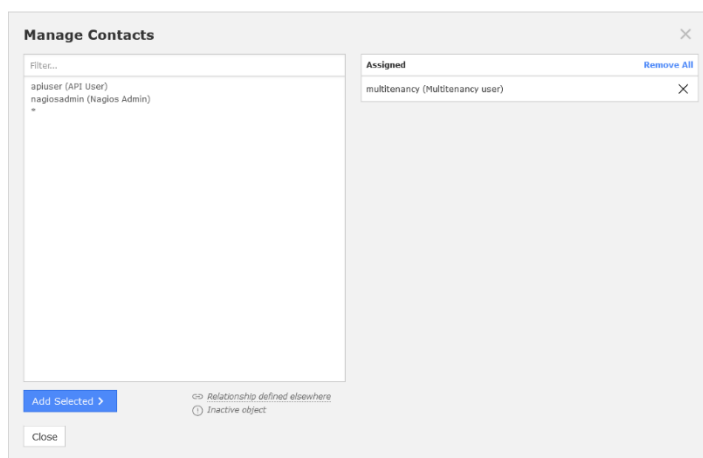 Manage Contacts
Filter...
apiuser (API User)
nagiosadmin (Nagios Admin)
*
Assigned Remove All
multitenancy (Multitenancy user)
Add Selected >
Relationship defined elsewhere
Inactive object
Close